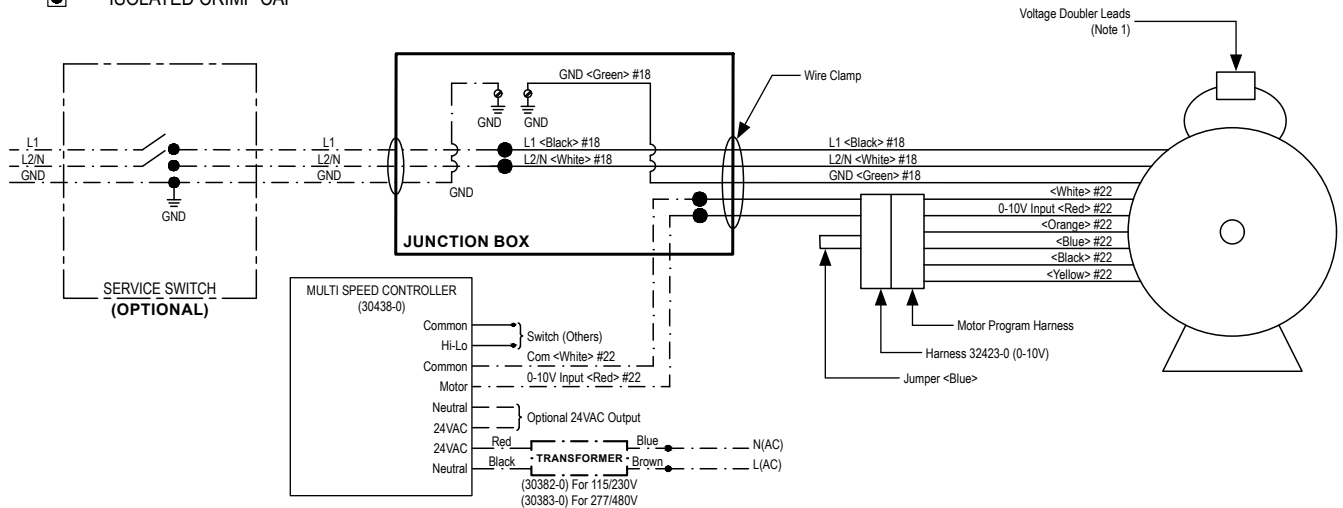 ISOLATED CRIMP CAP
Voltage Doubler Leads
(Note 1)
GND <Green> #18
Wire Clamp
GND
GND
L1
L1
L1 <Black> #18
L1 <Black> #18
L2/N
L2/N
L2/N <White> #18
L2/N <White> #18
GND
GND
GND
GND <Green> #18
GND
<White> #22
0-10V Input <Red> #22
<Orange> #22
<Blue> #22
<Black> #22
<Yellow> #22
JUNCTION BOX
SERVICE SWITCH
(OPTIONAL)
MULTI SPEED CONTROLLER
(30438-0)
Common
Hi-Lo
Switch (Others)
Common
Com <White> #22
Motor
0-10V Input <Red> #22
Neutral
24VAC
Optional 24VAC Output
24VAC
Red
Blue
N(AC)
Neutral
Black
TRANSFORMER
Brown
L(AC)
(30382-0) For 115/230V
(30383-0) For 277/480V
Motor Program Harness
Harness 32423-0 (0-10V)
Jumper <Blue>